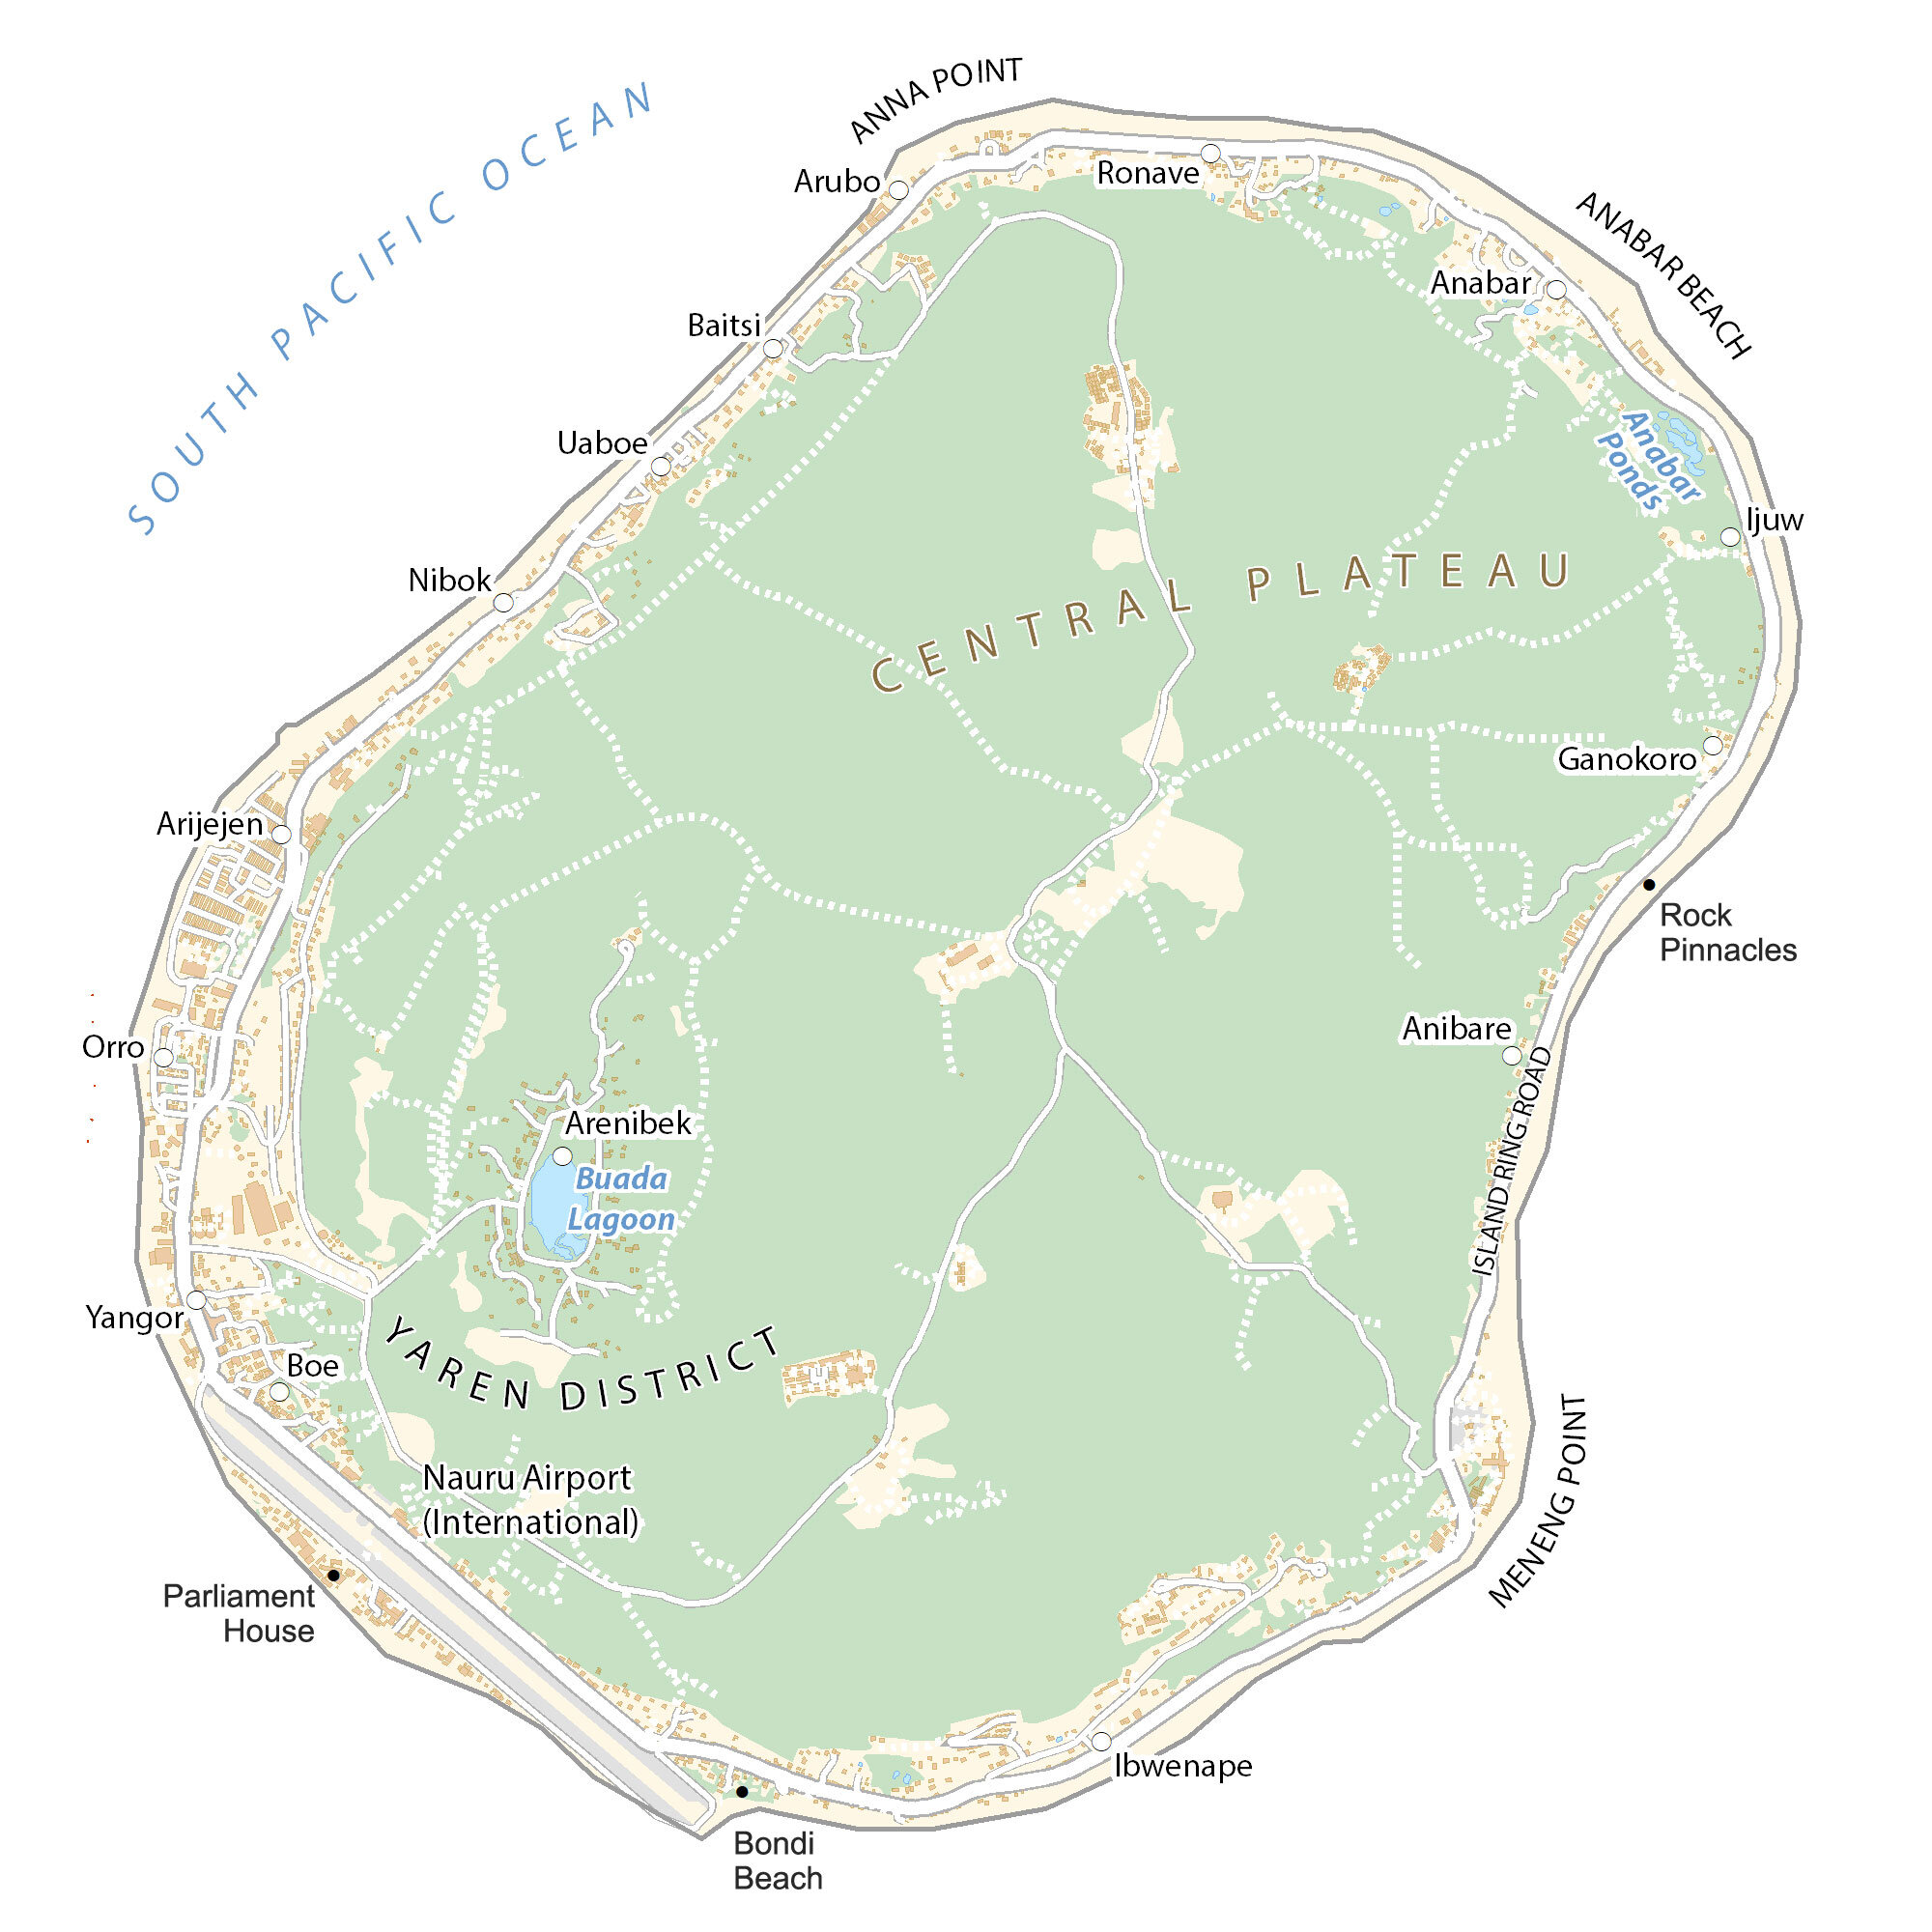 ANNA POINT
SOUTH PACIFIC OCEAN
Arubo
Ronave
ANABAR BEACH
Anabar
Baitsi
Uaboe
Anabar
Ponds
Ijuw
Nibok
CENTRAL PLATEAU
Ganokoro
Arijejen
Rock
Pinnacles
Orro
Anibare
ISLAND RING ROAD
Arenibek
Buada
Lagoon
Yangor
Boe
YAREN DISTRICT
MENENG POINT
Nauru Airport
(International)
Parliament
House
Ibwenape
Bondi
Beach